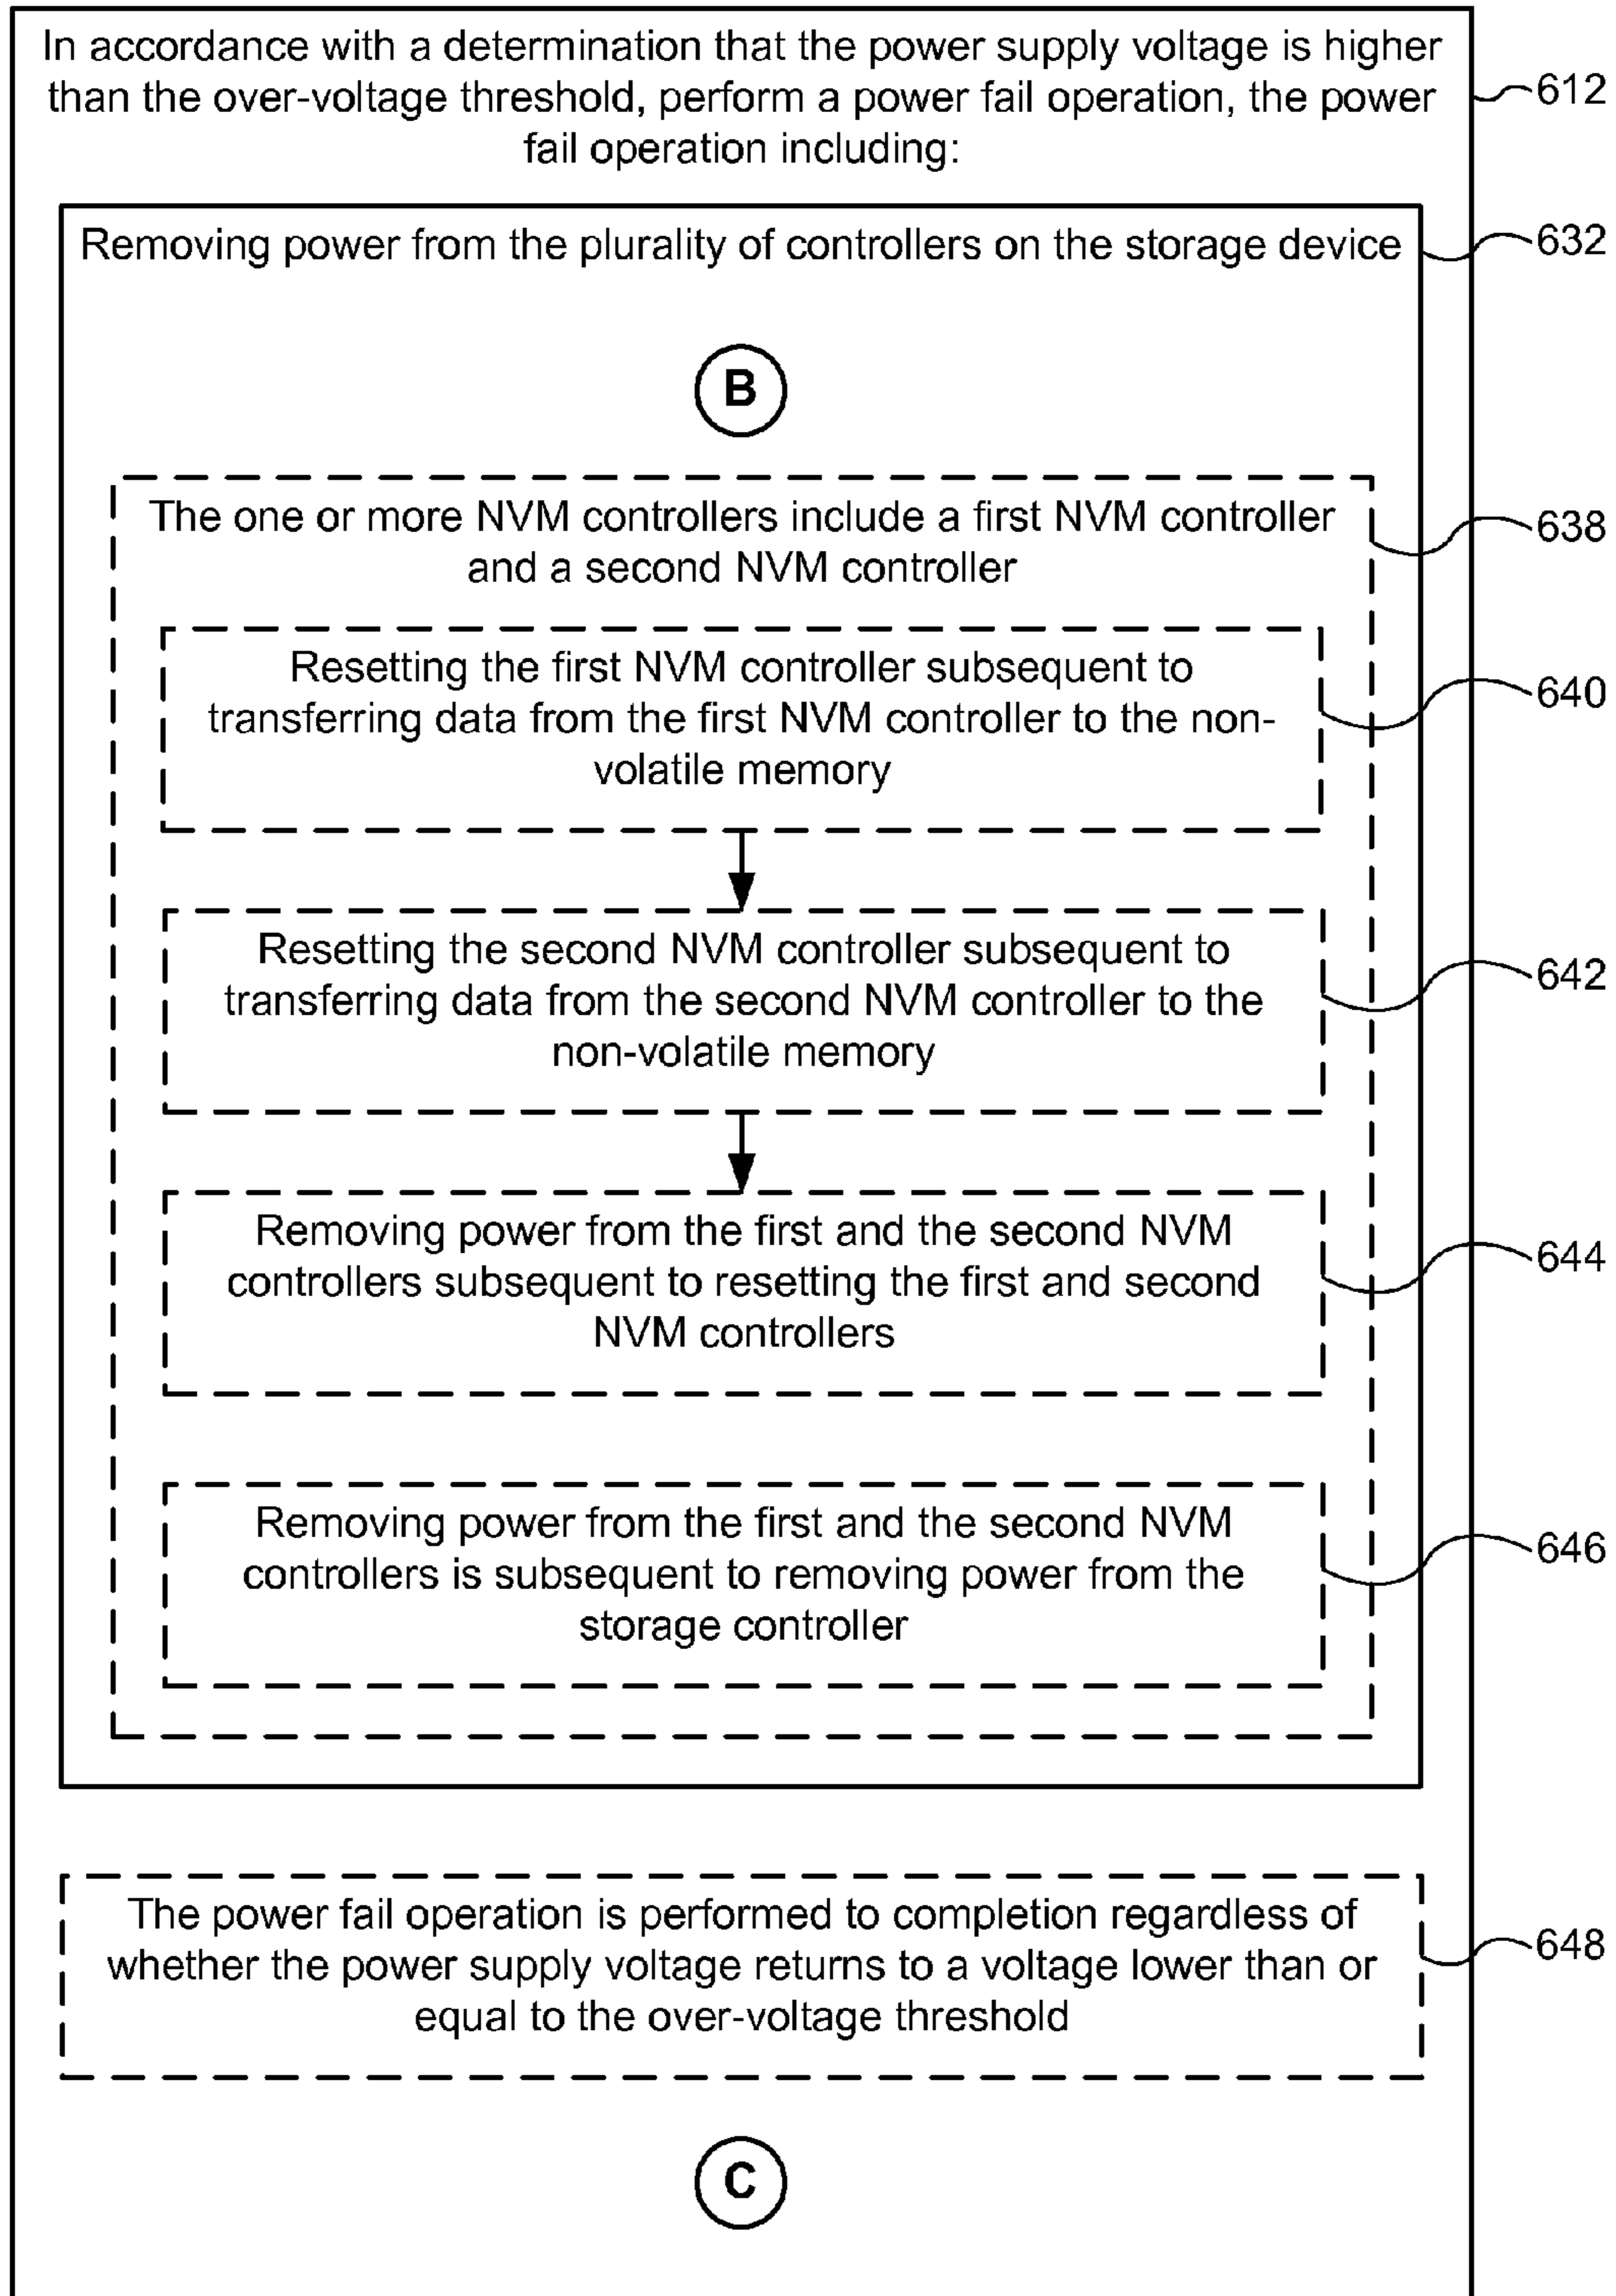 In accordance with a determination that the power supply voltage is higher
than the over-voltage threshold, perform a power fail operation, the power
fail operation including:
612
Removing power from the plurality of controllers on the storage device
632
B
The one or more NVM controllers include a first NVM controller
and a second NVM controller
638
Resetting the first NVM controller subsequent to
transferring data from the first NVM controller to the non-
volatile memory
640
Resetting the second NVM controller subsequent to
transferring data from the second NVM controller to the
non-volatile memory
642
Removing power from the first and the second NVM
controllers subsequent to resetting the first and second
NVM controllers
644
Removing power from the first and the second NVM
controllers is subsequent to removing power from the
storage controller
646
The power fail operation is performed to completion regardless of
whether the power supply voltage returns to a voltage lower than or
equal to the over-voltage threshold
648
C